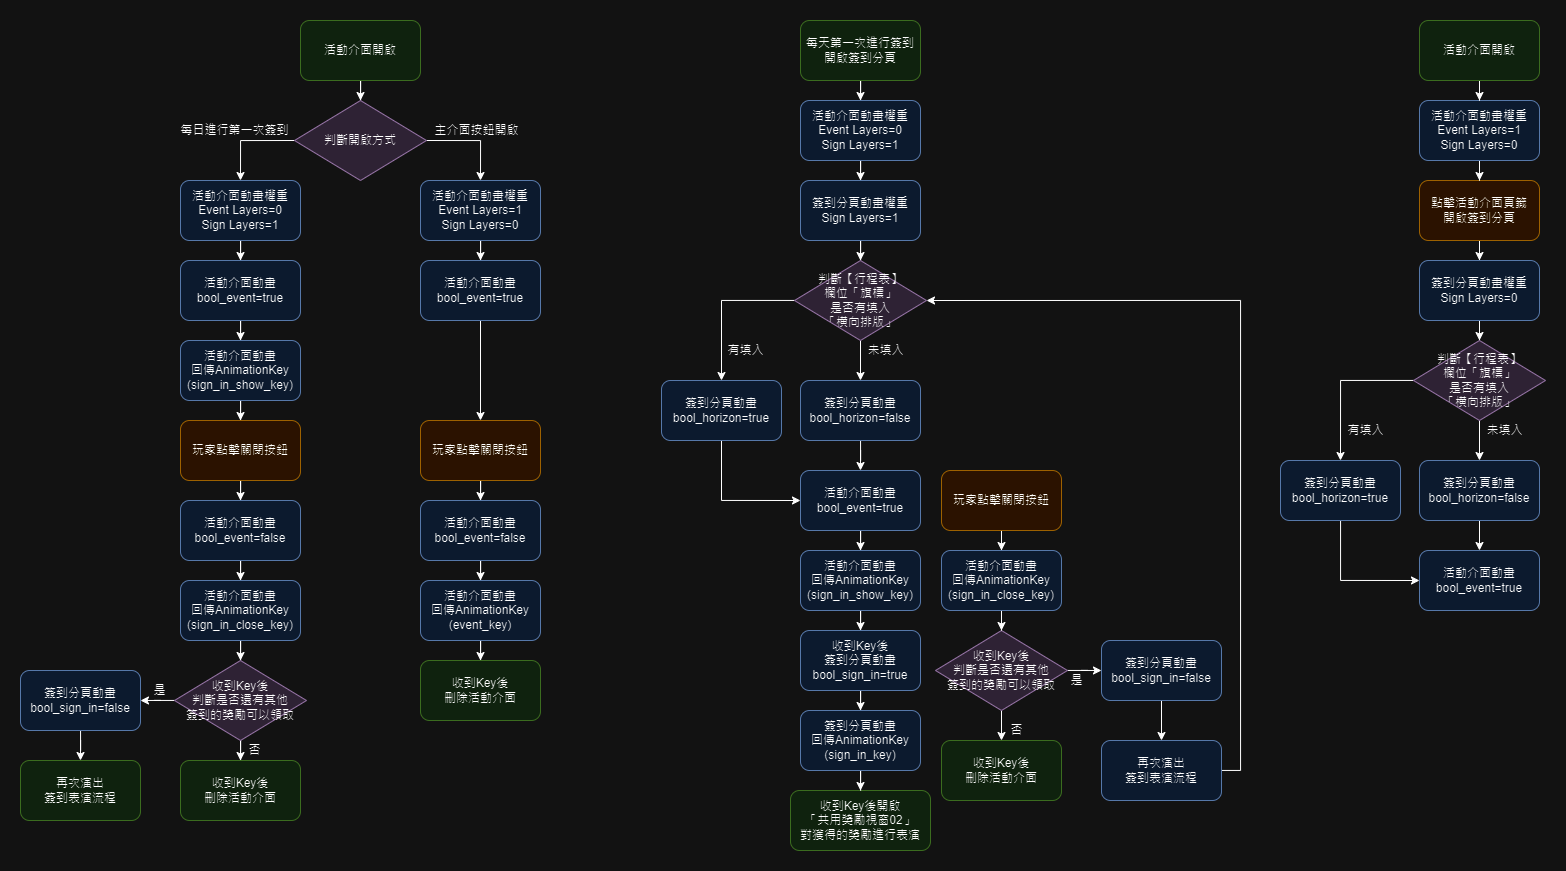 活動介面開啟
判斷開啟方式
每日進行第一次簽到
主介面按鈕開啟
活動介面動畫權重
Event Layers=0
Sign Layers=1
活動介面動畫
bool_event=true
活動介面動畫
回傳AnimationKey
(sign_in_show_key)
玩家點擊關閉按鈕
活動介面動畫
bool_event=false
活動介面動畫
回傳AnimationKey
(sign_in_close_key)
收到Key後
判斷是否還有其他
簽到的獎勵可以領取
是
簽到分頁動畫
bool_sign_in=false
再次演出
簽到表演流程
否
收到Key後
刪除活動介面
活動介面動畫權重
Event Layers=1
Sign Layers=0
活動介面動畫
bool_event=true
玩家點擊關閉按鈕
活動介面動畫
bool_event=false
活動介面動畫
回傳AnimationKey
(event_key)
收到Key後
刪除活動介面
每天第一次進行簽到
開啟簽到分頁
活動介面動畫權重
Event Layers=0
Sign Layers=1
簽到分頁動畫權重
Sign Layers=1
判斷【行程表】
欄位「旗標」
是否有填入
「橫向排版」
有填入
未填入
簽到分頁動畫
bool_horizon=true
簽到分頁動畫
bool_horizon=false
活動介面動畫
bool_event=true
活動介面動畫
回傳AnimationKey
(sign_in_show_key)
收到Key後
簽到分頁動畫
bool_sign_in=true
簽到分頁動畫
回傳AnimationKey
(sign_in_key)
收到Key後開啟
「共用獎勵視窗02」
對獲得的獎勵進行表演
玩家點擊關閉按鈕
活動介面動畫
回傳AnimationKey
(sign_in_close_key)
收到Key後
判斷是否還有其他
簽到的獎勵可以領取
是
簽到分頁動畫
bool_sign_in=false
再次演出
簽到表演流程
否
收到Key後
刪除活動介面
活動介面開啟
活動介面動畫權重
Event Layers=1
Sign Layers=0
點擊活動介面頁籤
開啟簽到分頁
簽到分頁動畫權重
Sign Layers=0
判斷【行程表】
欄位「旗標」
是否有填入
「橫向排版」
有填入
未填入
簽到分頁動畫
bool_horizon=true
簽到分頁動畫
bool_horizon=false
活動介面動畫
bool_event=true